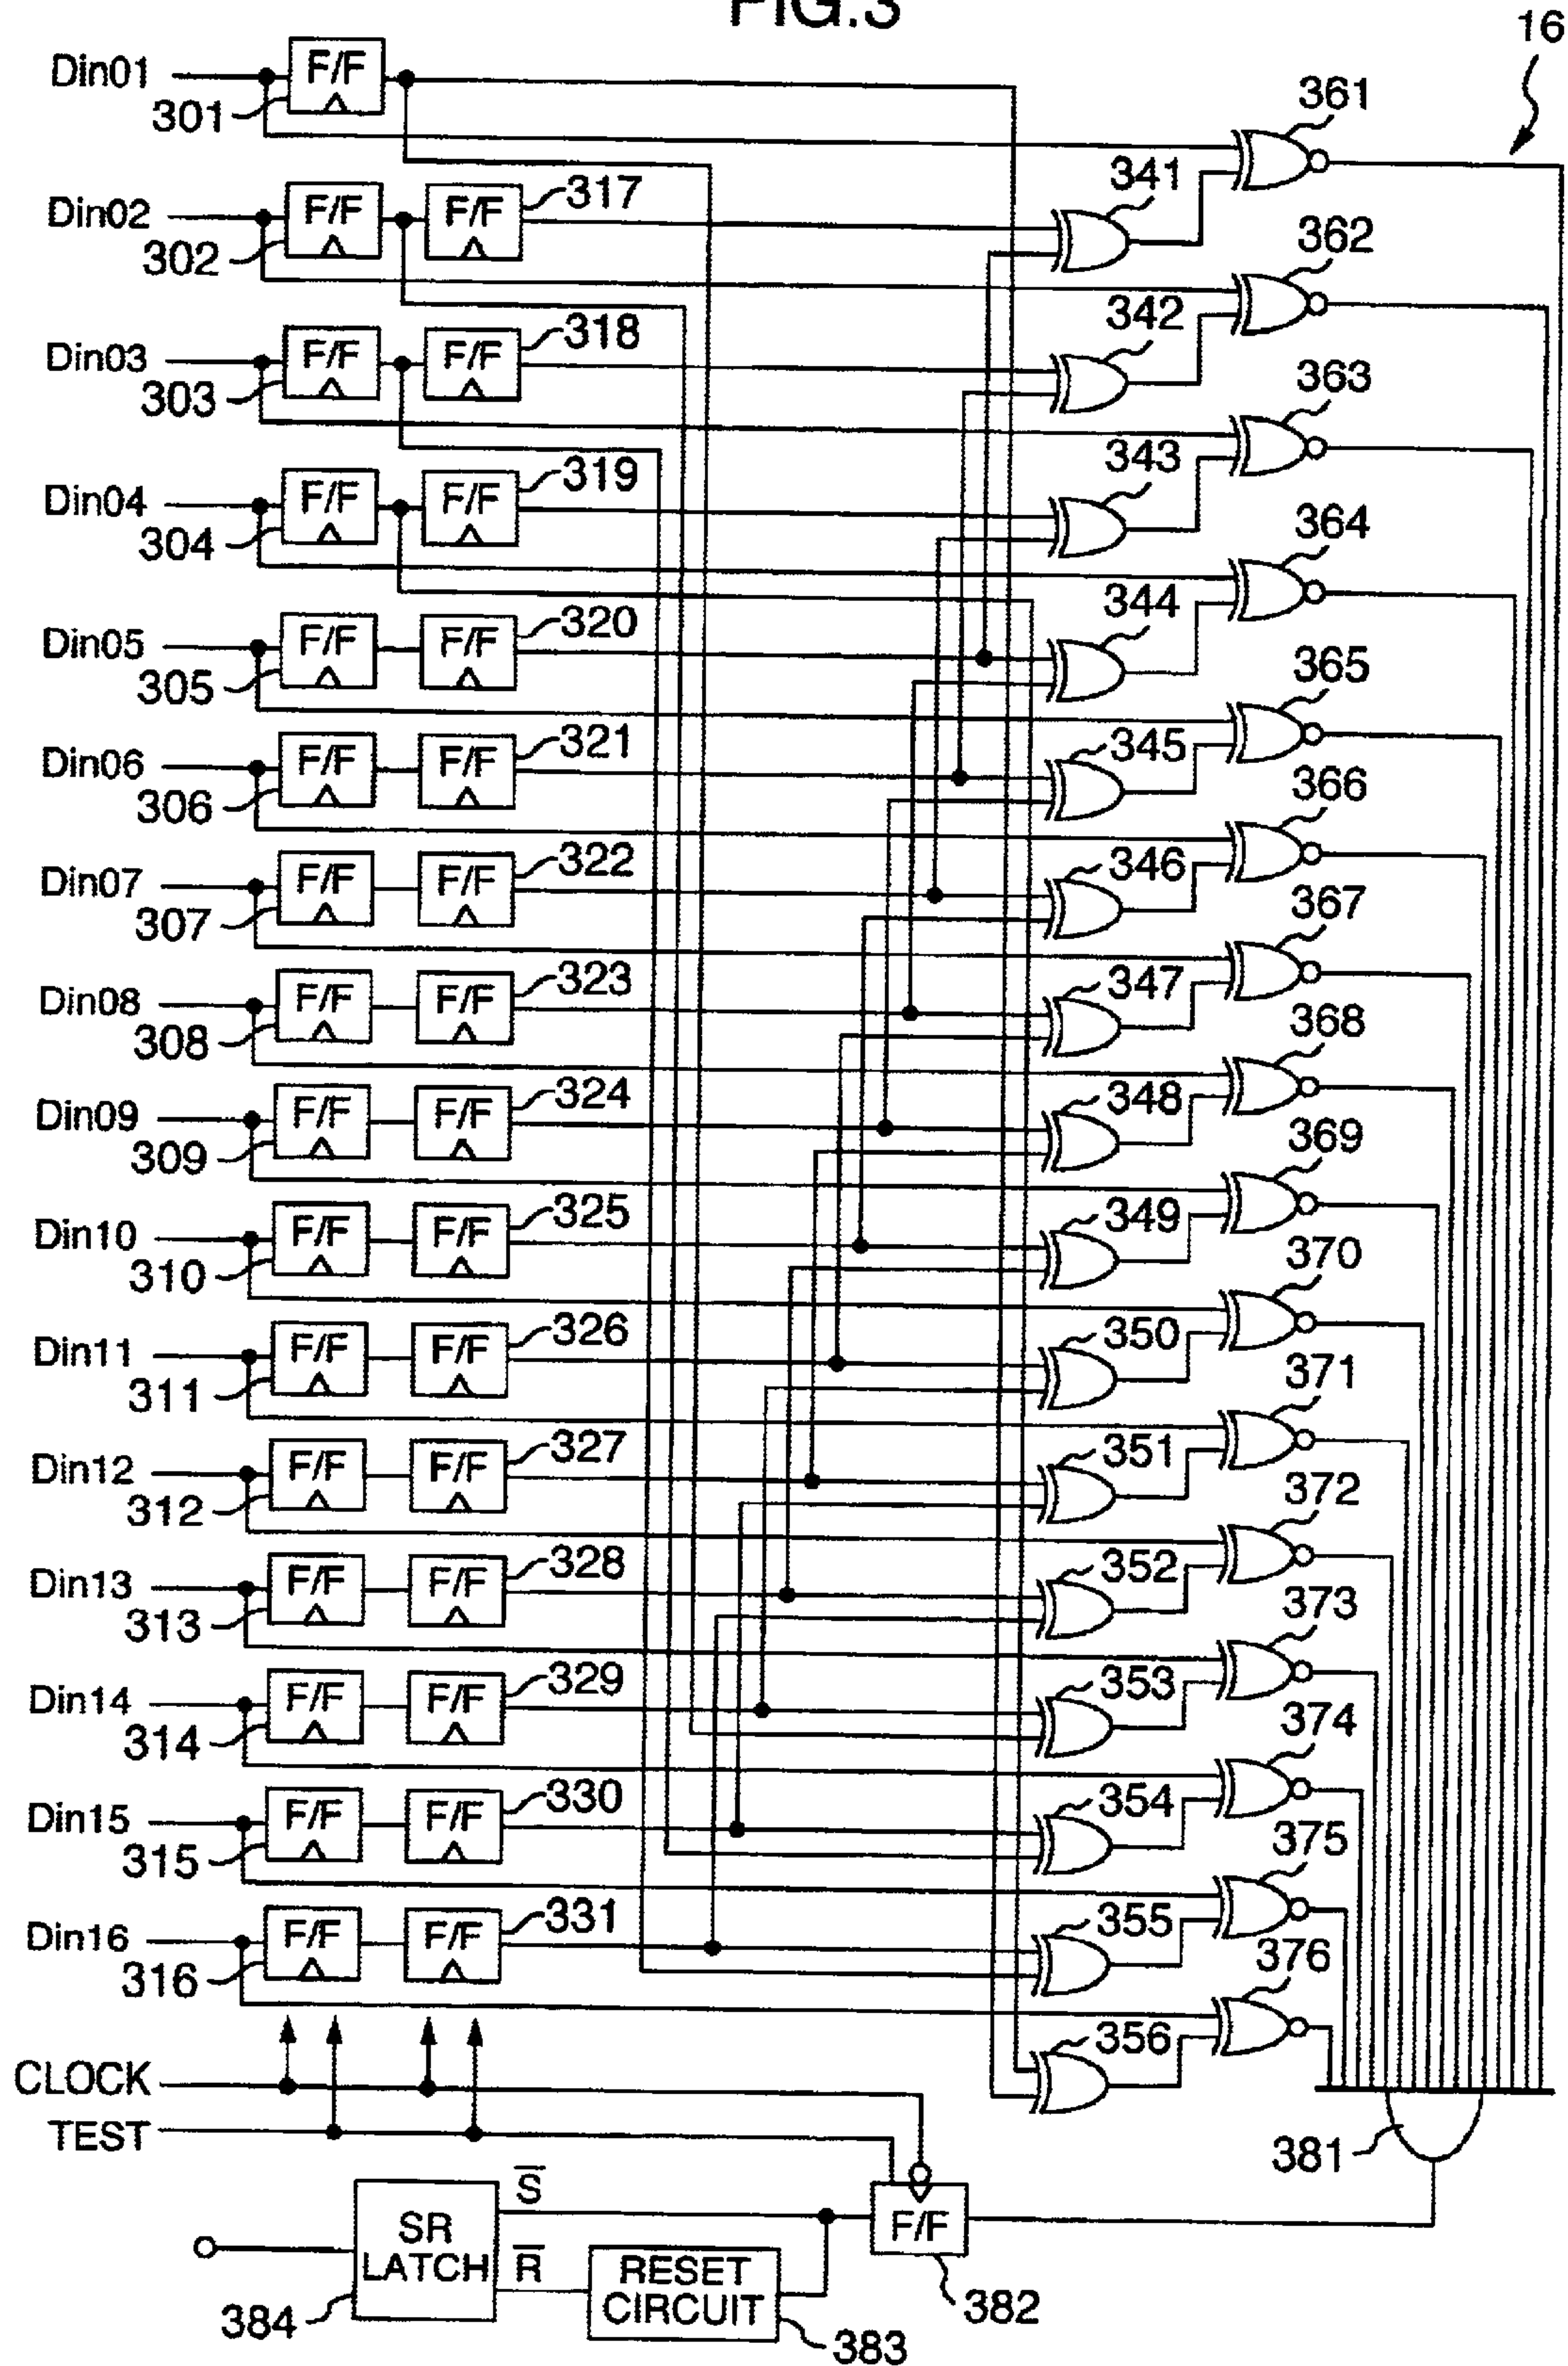 FIG.3
16
Din01
F/F
301
361
341
Din02
F/F
F/F
317
302
362
342
Din03
F/F
F/F
318
303
363
343
Din04
F/F
F/F
319
304
364
344
Din05
F/F
F/F
320
305
365
345
Din06
F/F
F/F
321
306
366
346
Din07
F/F
F/F
322
307
367
347
Din08
F/F
F/F
323
308
368
348
Din09
F/F
F/F
324
309
369
349
Din10
F/F
F/F
325
310
370
350
Din11
F/F
F/F
326
311
371
351
Din12
F/F
F/F
327
312
372
352
Din13
F/F
F/F
328
313
373
353
Din14
F/F
F/F
329
314
374
354
Din15
F/F
F/F
330
315
375
355
Din16
F/F
F/F
331
316
376
356
CLOCK
TEST
381
S̅
SR
LATCH
R̅
384
RESET
CIRCUIT
383
F/F
382